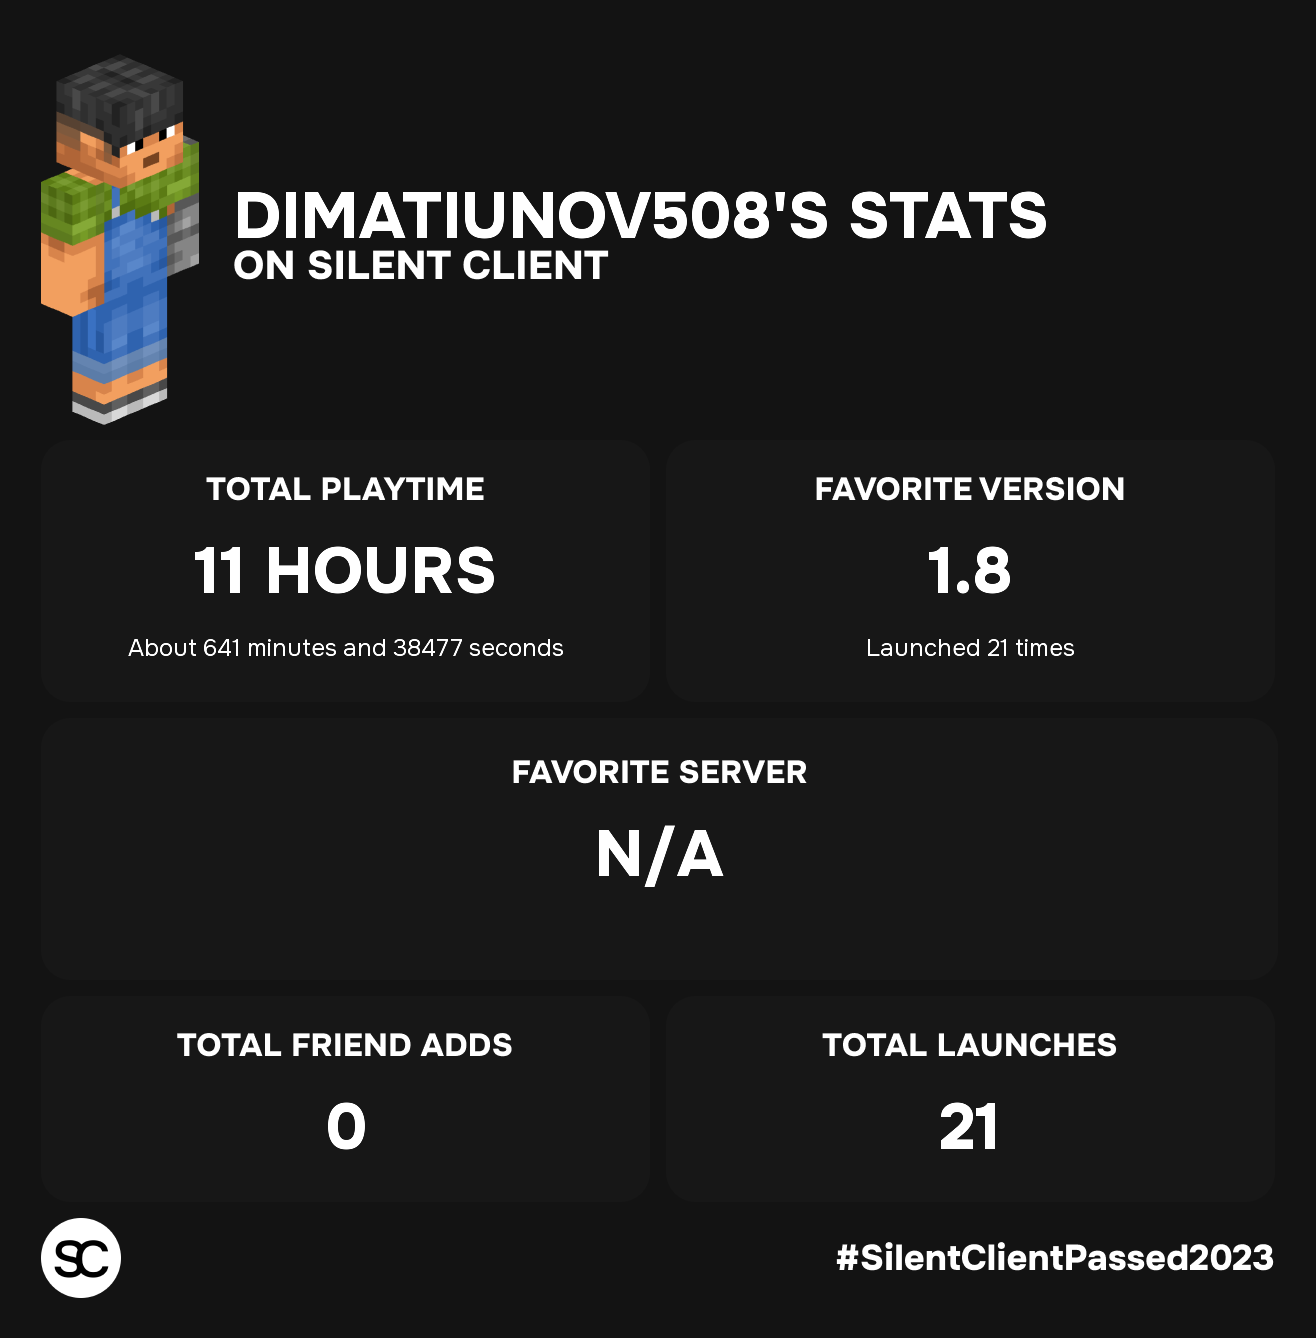 DIMATIUNOV508'S STATS
ON SILENT CLIENT
TOTAL PLAYTIME
11 HOURS
About 641 minutes and 38477 seconds
FAVORITE VERSION
1.8
Launched 21 times
FAVORITE SERVER
N/A
TOTAL FRIEND ADDS
0
TOTAL LAUNCHES
21
SC
#SilentClientPassed2023